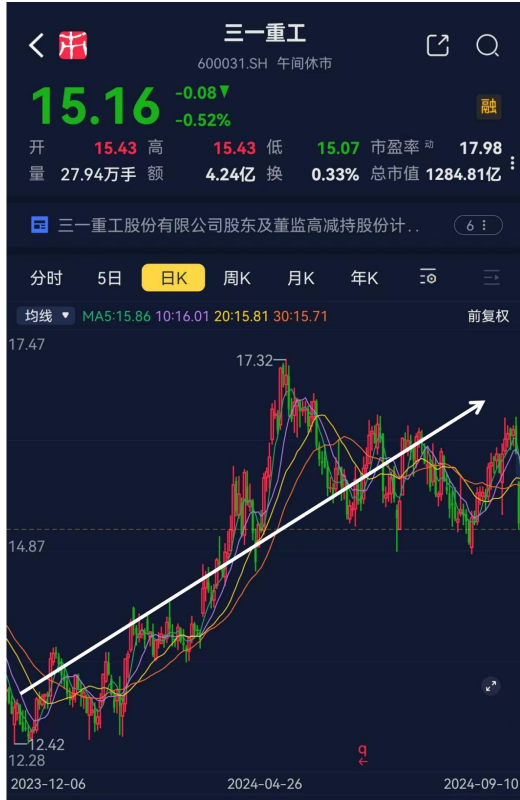 三一重工
600031.SH 午间休市
15.16 -0.08▼
-0.52%
融
开 15.43 高 15.43 低 15.07 市盈率 动 17.98
量 27.94万手 额 4.24亿 换 0.33% 总市值 1284.81亿
三一重工股份有限公司股东及董监高减持股份计.. 6
分时 5日 日K 周K 月K 年K
均线 ▼ MA5:15.86 10:16.01 20:15.81 30:15.71 前复权
17.47
17.32
14.87
12.42
12.28
q
2023-12-06 2024-04-26 2024-09-10